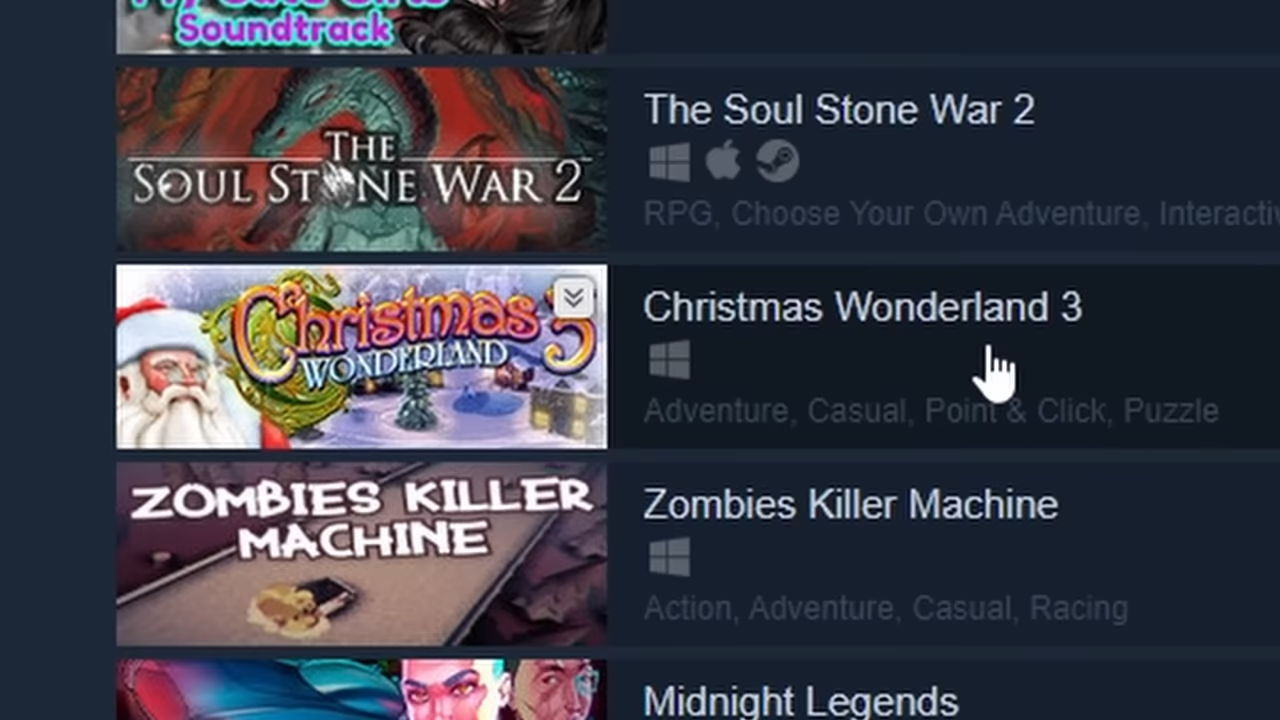 Soundtrack
THE
SOUL STONE WAR 2
The Soul Stone War 2
RPG, Choose Your Own Adventure,
Christmas 3
WONDERLAND
Christmas Wonderland 3
Adventure, Casual, Point & Click, Puzzle
ZOMBIES KILLER
MACHINE
Zombies Killer Machine
Action, Adventure, Casual, Racing
Midnight Legends